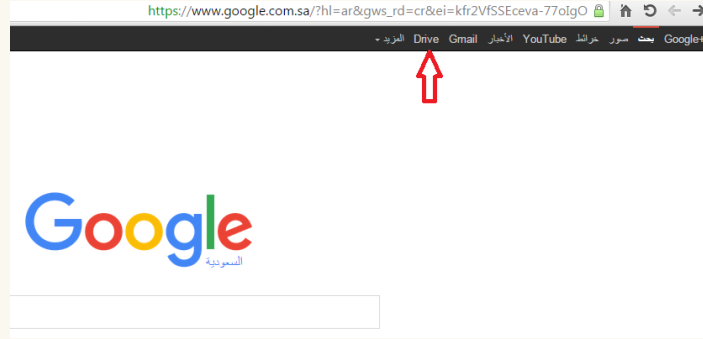 https://www.google.com.sa/?hl=ar&gws_rd=cr&ei=kfr2VfSSEceva-77oIgO
Google+ بحث صور خرائط YouTube الأخبار Gmail Drive المزيد
Google
السعودية